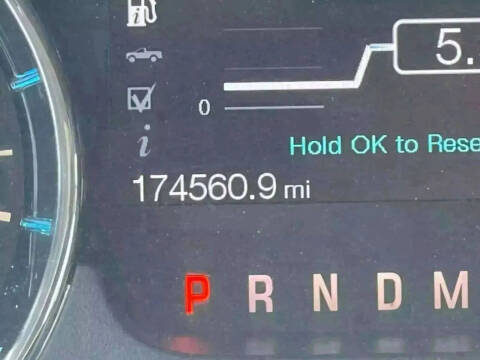 5.
0
Hold OK to Rese
i
174560.9 mi
P R N D M